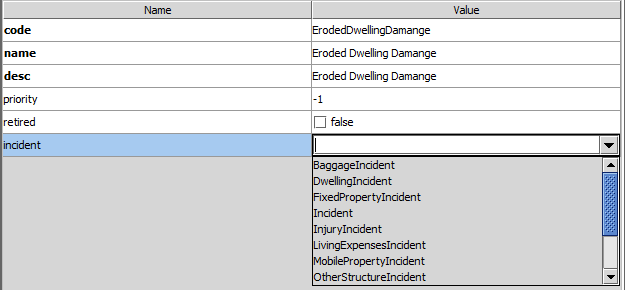 Name Value
code ErodedDwellingDamange
name Eroded Dwelling Damange
desc Eroded Dwelling Damange
priority -1
retired false
incident
BaggageIncident
DwellingIncident
FixedPropertyIncident
Incident
InjuryIncident
LivingExpensesIncident
MobilePropertyIncident
OtherStructureIncident